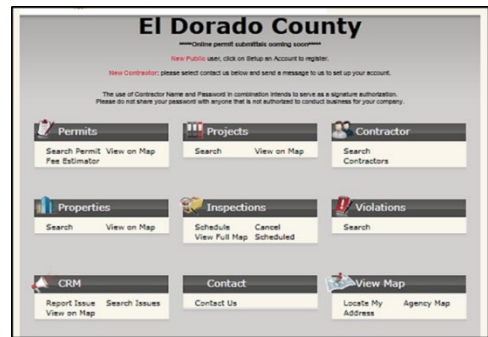 El Dorado County
*****Online permit submittals coming soon*****
New Public user, click on Setup an Account to register.
New Contractor: please select contact us below and send a message to us to set up your account.
The use of Contractor Name and Password in combination intends to serve as a signature authorization.
Please do not share your password with anyone that is not authorized to conduct business for your company.
Permits
Search Permit View on Map
Fee Estimator
Projects
Search View on Map
Contractor
Search
Contractors
Properties
Search View on Map
Inspections
Schedule Cancel
View Full Map Scheduled
Violations
Search
CRM
Report Issue Search Issues
View on Map
Contact
Contact Us
View Map
Locate My Agency Map
Address